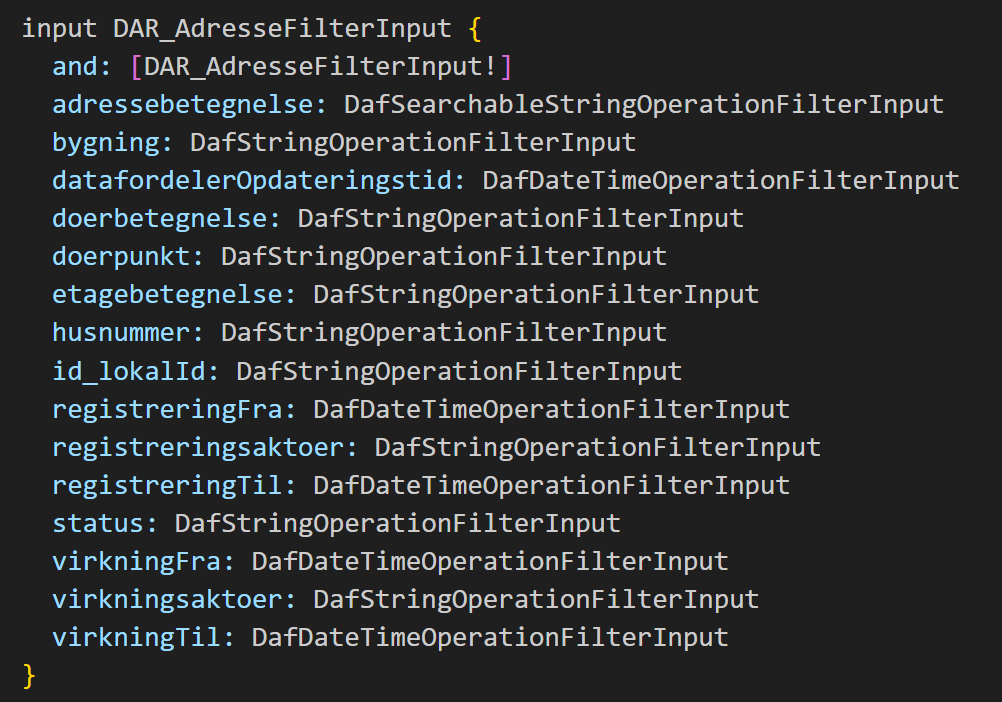 input DAR_AdresseFilterInput {
  and: [DAR_AdresseFilterInput!]
  adressebetegnelse: DafSearchableStringOperationFilterInput
  bygning: DafStringOperationFilterInput
  datafordelerOpdateringstid: DafDateTimeOperationFilterInput
  doerbetegnelse: DafStringOperationFilterInput
  doerpunkt: DafStringOperationFilterInput
  etagebetegnelse: DafStringOperationFilterInput
  husnummer: DafStringOperationFilterInput
  id_lokalId: DafStringOperationFilterInput
  registreringFra: DafDateTimeOperationFilterInput
  registreringsaktoer: DafStringOperationFilterInput
  registreringTil: DafDateTimeOperationFilterInput
  status: DafStringOperationFilterInput
  virkningFra: DafDateTimeOperationFilterInput
  virkningsaktoer: DafStringOperationFilterInput
  virkningTil: DafDateTimeOperationFilterInput
}